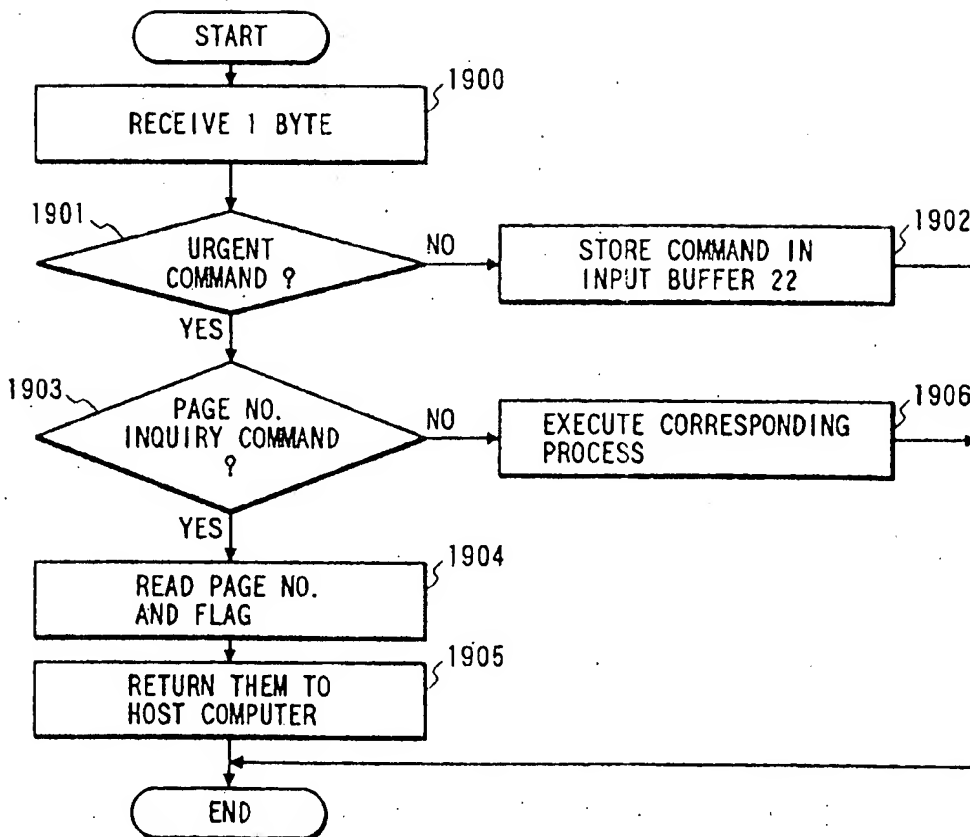 START
1900
RECEIVE 1 BYTE
1901
URGENT
COMMAND ?
NO
1902
STORE COMMAND IN
INPUT BUFFER 22
YES
1903
PAGE NO.
INQUIRY COMMAND
?
NO
1906
EXECUTE CORRESPONDING
PROCESS
YES
1904
READ PAGE NO.
AND FLAG
1905
RETURN THEM TO
HOST COMPUTER
END